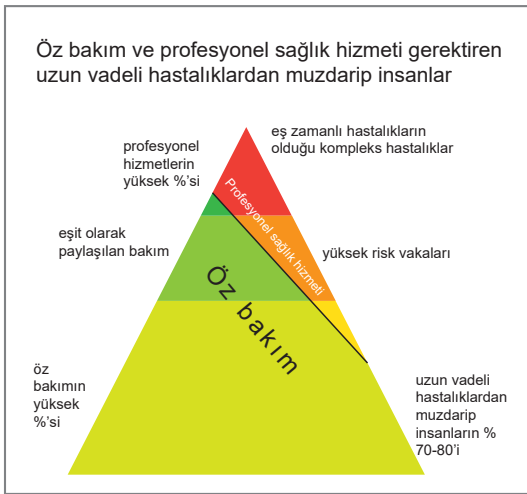 Öz bakım ve profesyonel sağlık hizmeti gerektiren
uzun vadeli hastalıklardan muzdarip insanlar
profesyonel
hizmetlerin
yüksek %'si
eş zamanlı hastalıkların
olduğu kompleks hastalıklar
eşit olarak
paylaşılan bakım
Profesyonel sağlık hizmeti
yüksek risk vakaları
Öz bakım
öz
bakımın
yüksek
%'si
uzun vadeli
hastalıklardan
muzdarip
insanların %
70-80'i